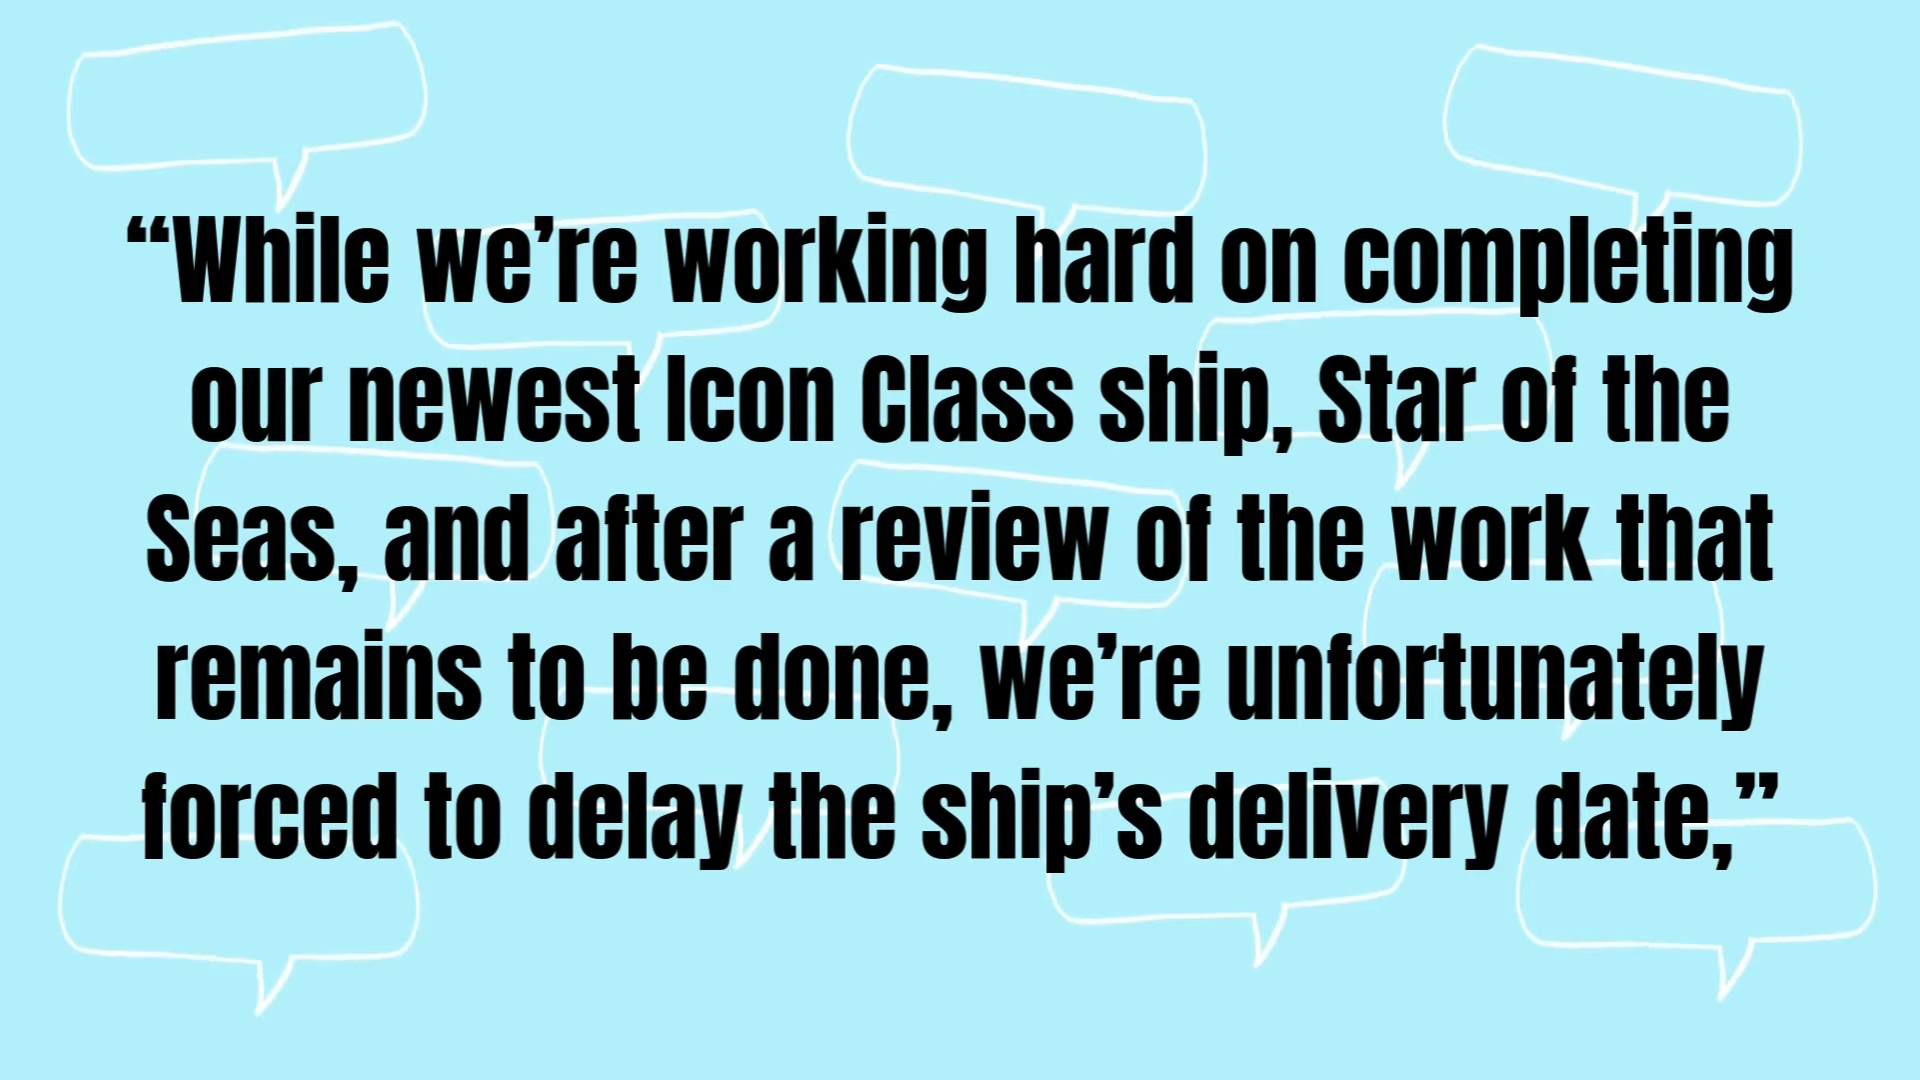 “While we’re working hard on completing
our newest Icon Class ship, Star of the
Seas, and after a review of the work that
remains to be done, we’re unfortunately
forced to delay the ship’s delivery date,”